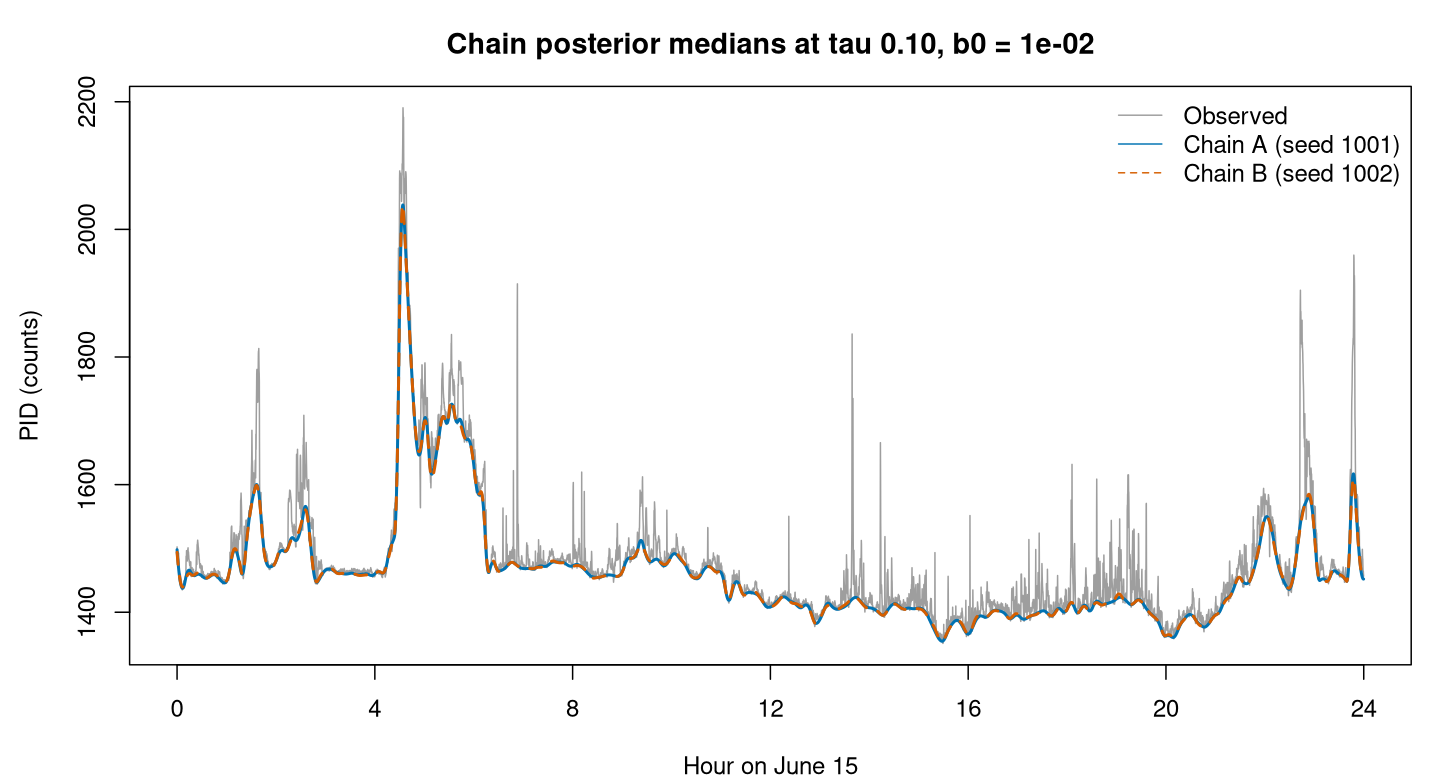 Chain posterior medians at tau 0.10, b0 = 1e-02
Observed
Chain A (seed 1001)
Chain B (seed 1002)
PID (counts)
2200
2000
1800
1600
1400
0 4 8 12 16 20 24
Hour on June 15